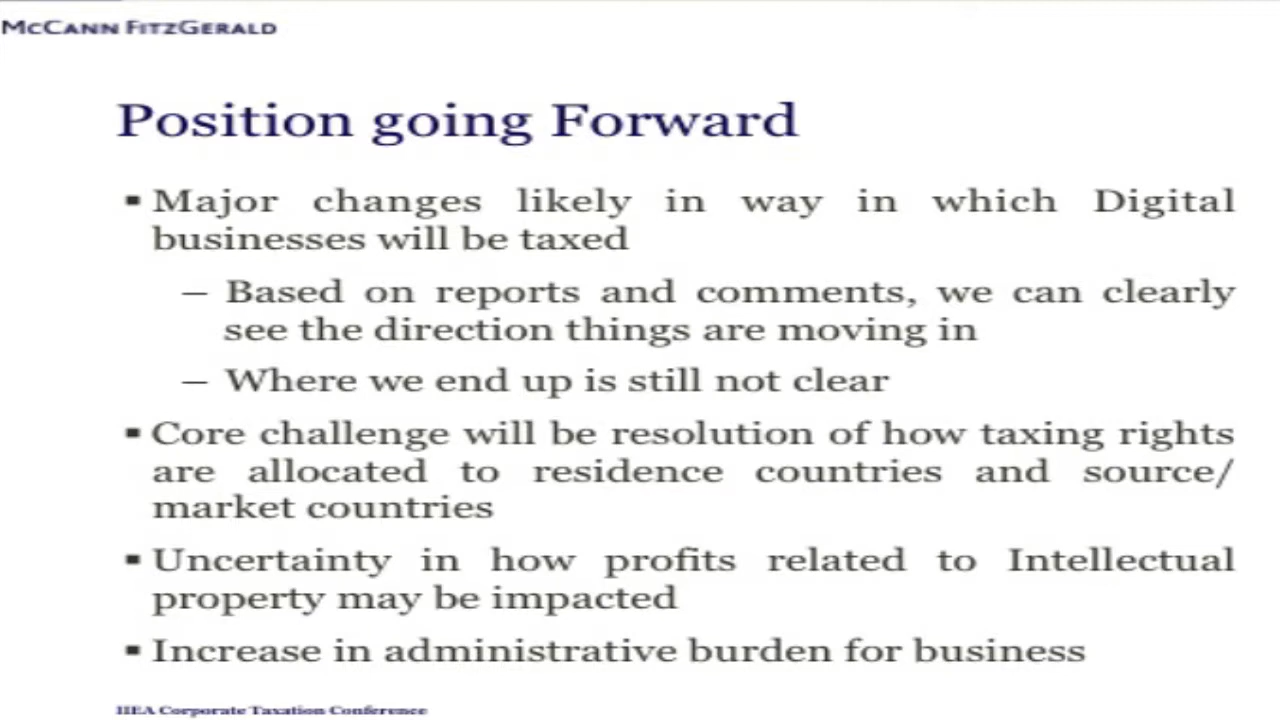 McCann FitzGerald
Position going Forward
▪ Major changes likely in way in which Digital
businesses will be taxed
– Based on reports and comments, we can clearly
see the direction things are moving in
– Where we end up is still not clear
▪ Core challenge will be resolution of how taxing rights
are allocated to residence countries and source/
market countries
▪ Uncertainty in how profits related to Intellectual
property may be impacted
▪ Increase in administrative burden for business
IIEA Corporate Taxation Conference